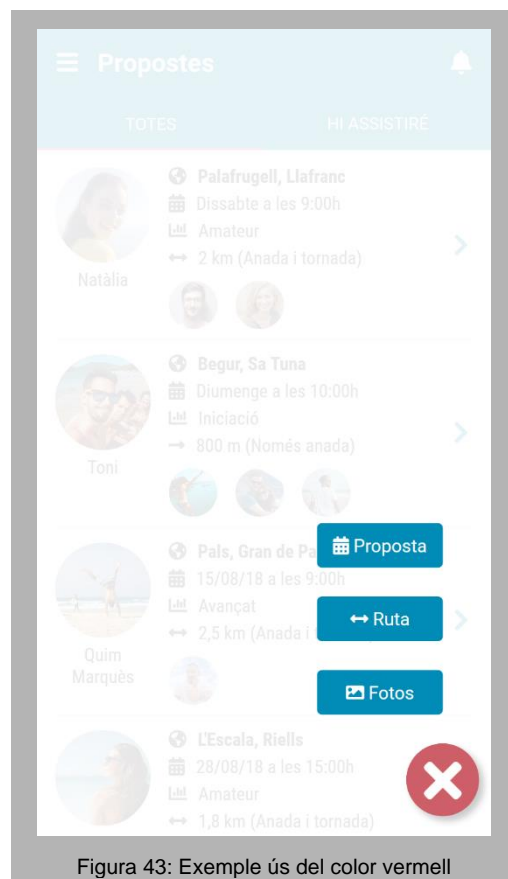 Propostes
TOTES HI ASSISTIRÉ
Palafrugell, Llafranc
Dissabte a les 9:00h
Amateur
2 km (Anada i tornada)
Natàlia
Begur, Sa Tuna
Diumenge a les 10:00h
Iniciació
800 m (Només anada)
Toni
Pals, Gran de Pa
15/08/18 a les 9:00h
Avançat
2,5 km (Anada i
Quim
Marquès
Proposta
Ruta
Fotos
L'Escala, Riells
28/08/18 a les 15:00h
Amateur
1,8 km (Anada i tornada)
Figura 43: Exemple ús del color vermell